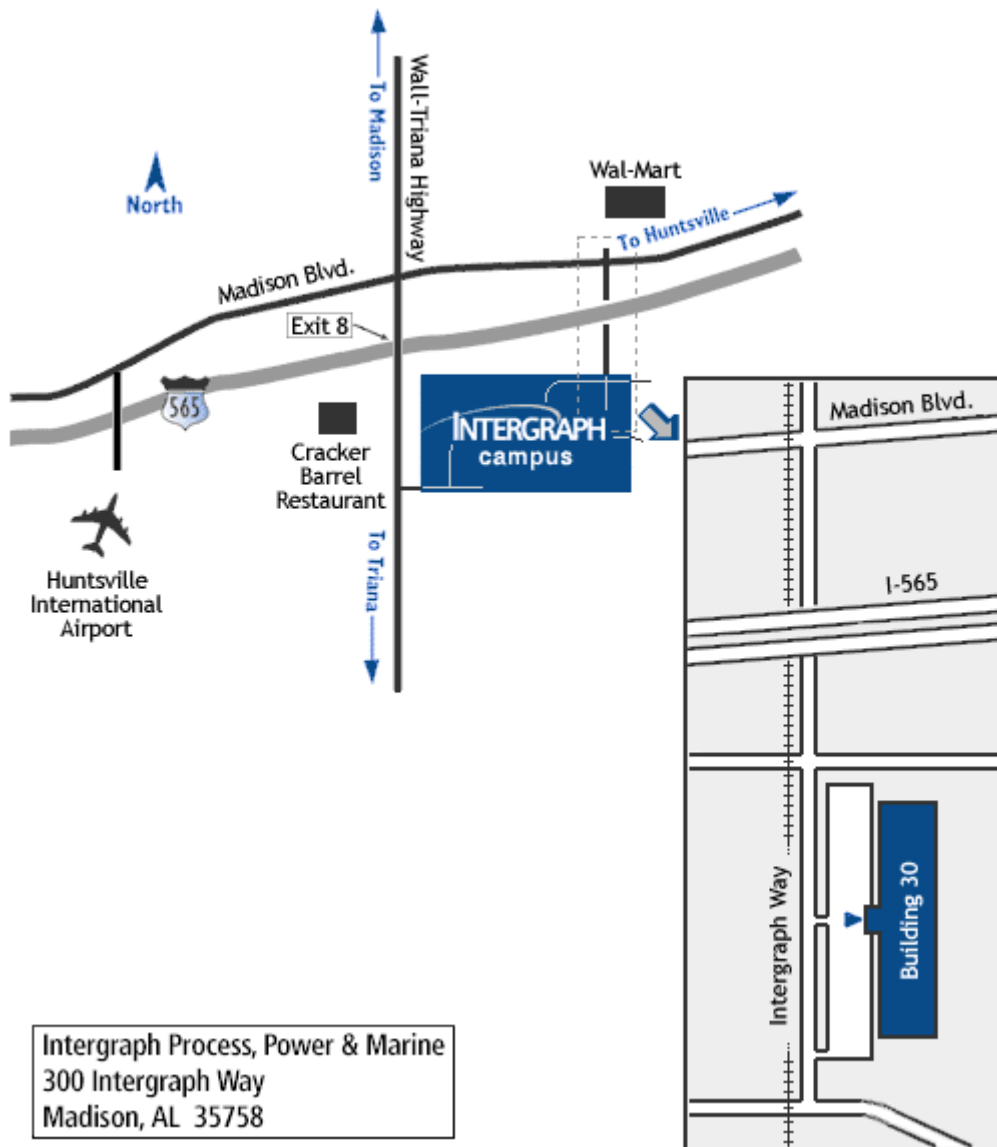 To Madison
Wall-Triana Highway
North
Wal-Mart
To Huntsville
Madison Blvd.
Exit 8
565
INTERGRAPH
campus
Cracker
Barrel
Restaurant
To Triana
Huntsville
International
Airport
Madison Blvd.
I-565
Intergraph Way
Building 30
Intergraph Process, Power & Marine
300 Intergraph Way
Madison, AL 35758